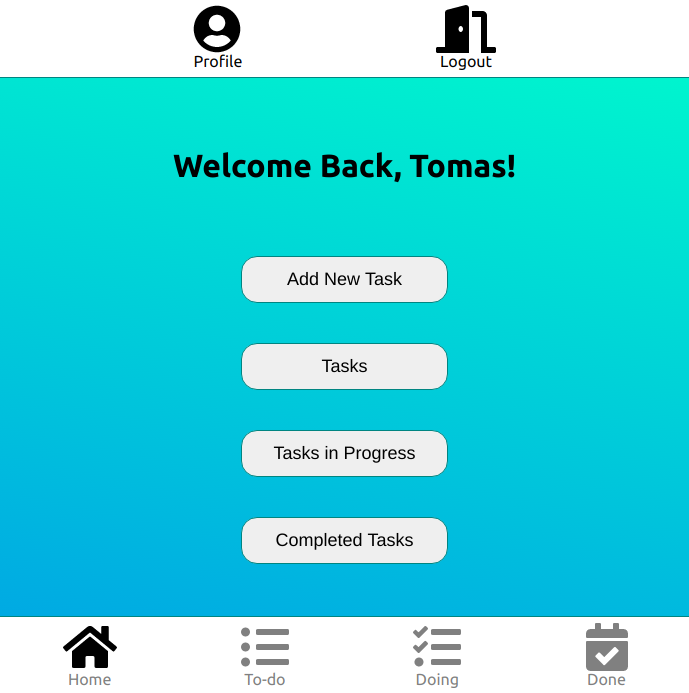 Profile
Logout
Welcome Back, Tomas!
Add New Task
Tasks
Tasks in Progress
Completed Tasks
Home
To-do
Doing
Done